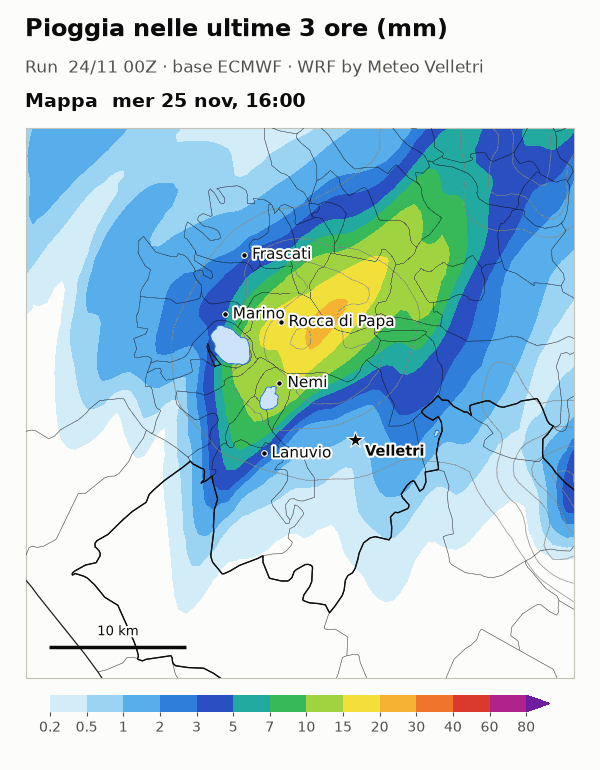 Pioggia nelle ultime 3 ore (mm)
Run 24/11 00Z · base ECMWF · WRF by Meteo Velletri
Mappa mer 25 nov, 16:00
Frascati
Marino
Rocca di Papa
Nemi
Velletri
Lanuvio
10 km
0.2 0.5 1 2 3 5 7 10 15 20 30 40 60 80